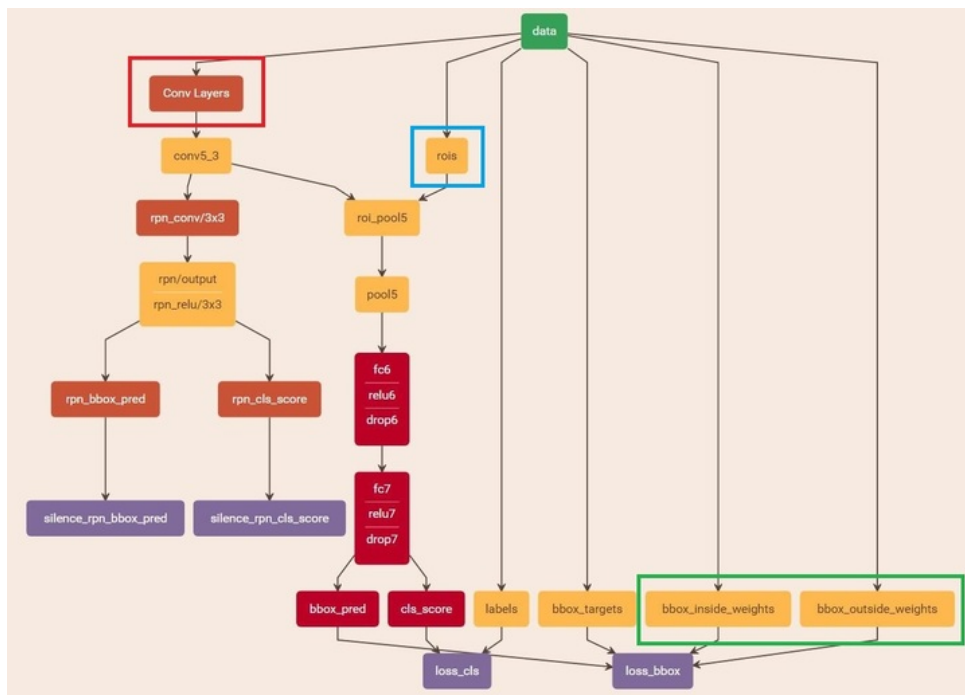 data
Conv Layers
conv5_3
rois
rpn_conv/3x3
roi_pool5
rpn/output
rpn_relu/3x3
pool5
fc6
relu6
drop6
rpn_bbox_pred
rpn_cls_score
fc7
relu7
drop7
silence_rpn_bbox_pred
silence_rpn_cls_score
bbox_pred
cls_score
labels
bbox_targets
bbox_inside_weights
bbox_outside_weights
loss_cls
loss_bbox